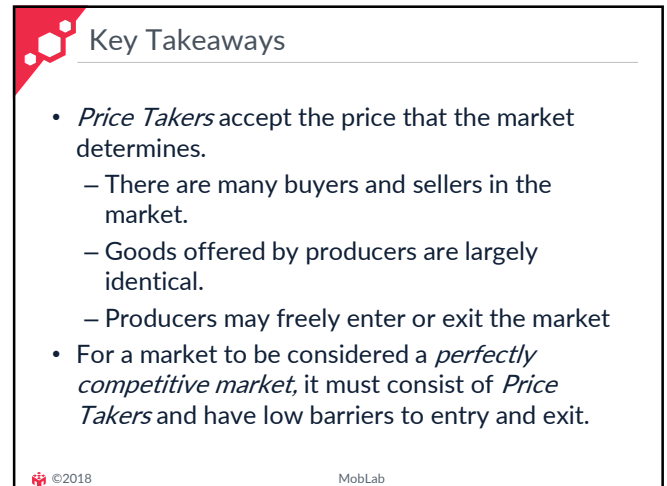 Key Takeaways
• Price Takers accept the price that the market
determines.
– There are many buyers and sellers in the
market.
– Goods offered by producers are largely
identical.
– Producers may freely enter or exit the market
• For a market to be considered a perfectly
competitive market, it must consist of Price
Takers and have low barriers to entry and exit.
©2018 MobLab